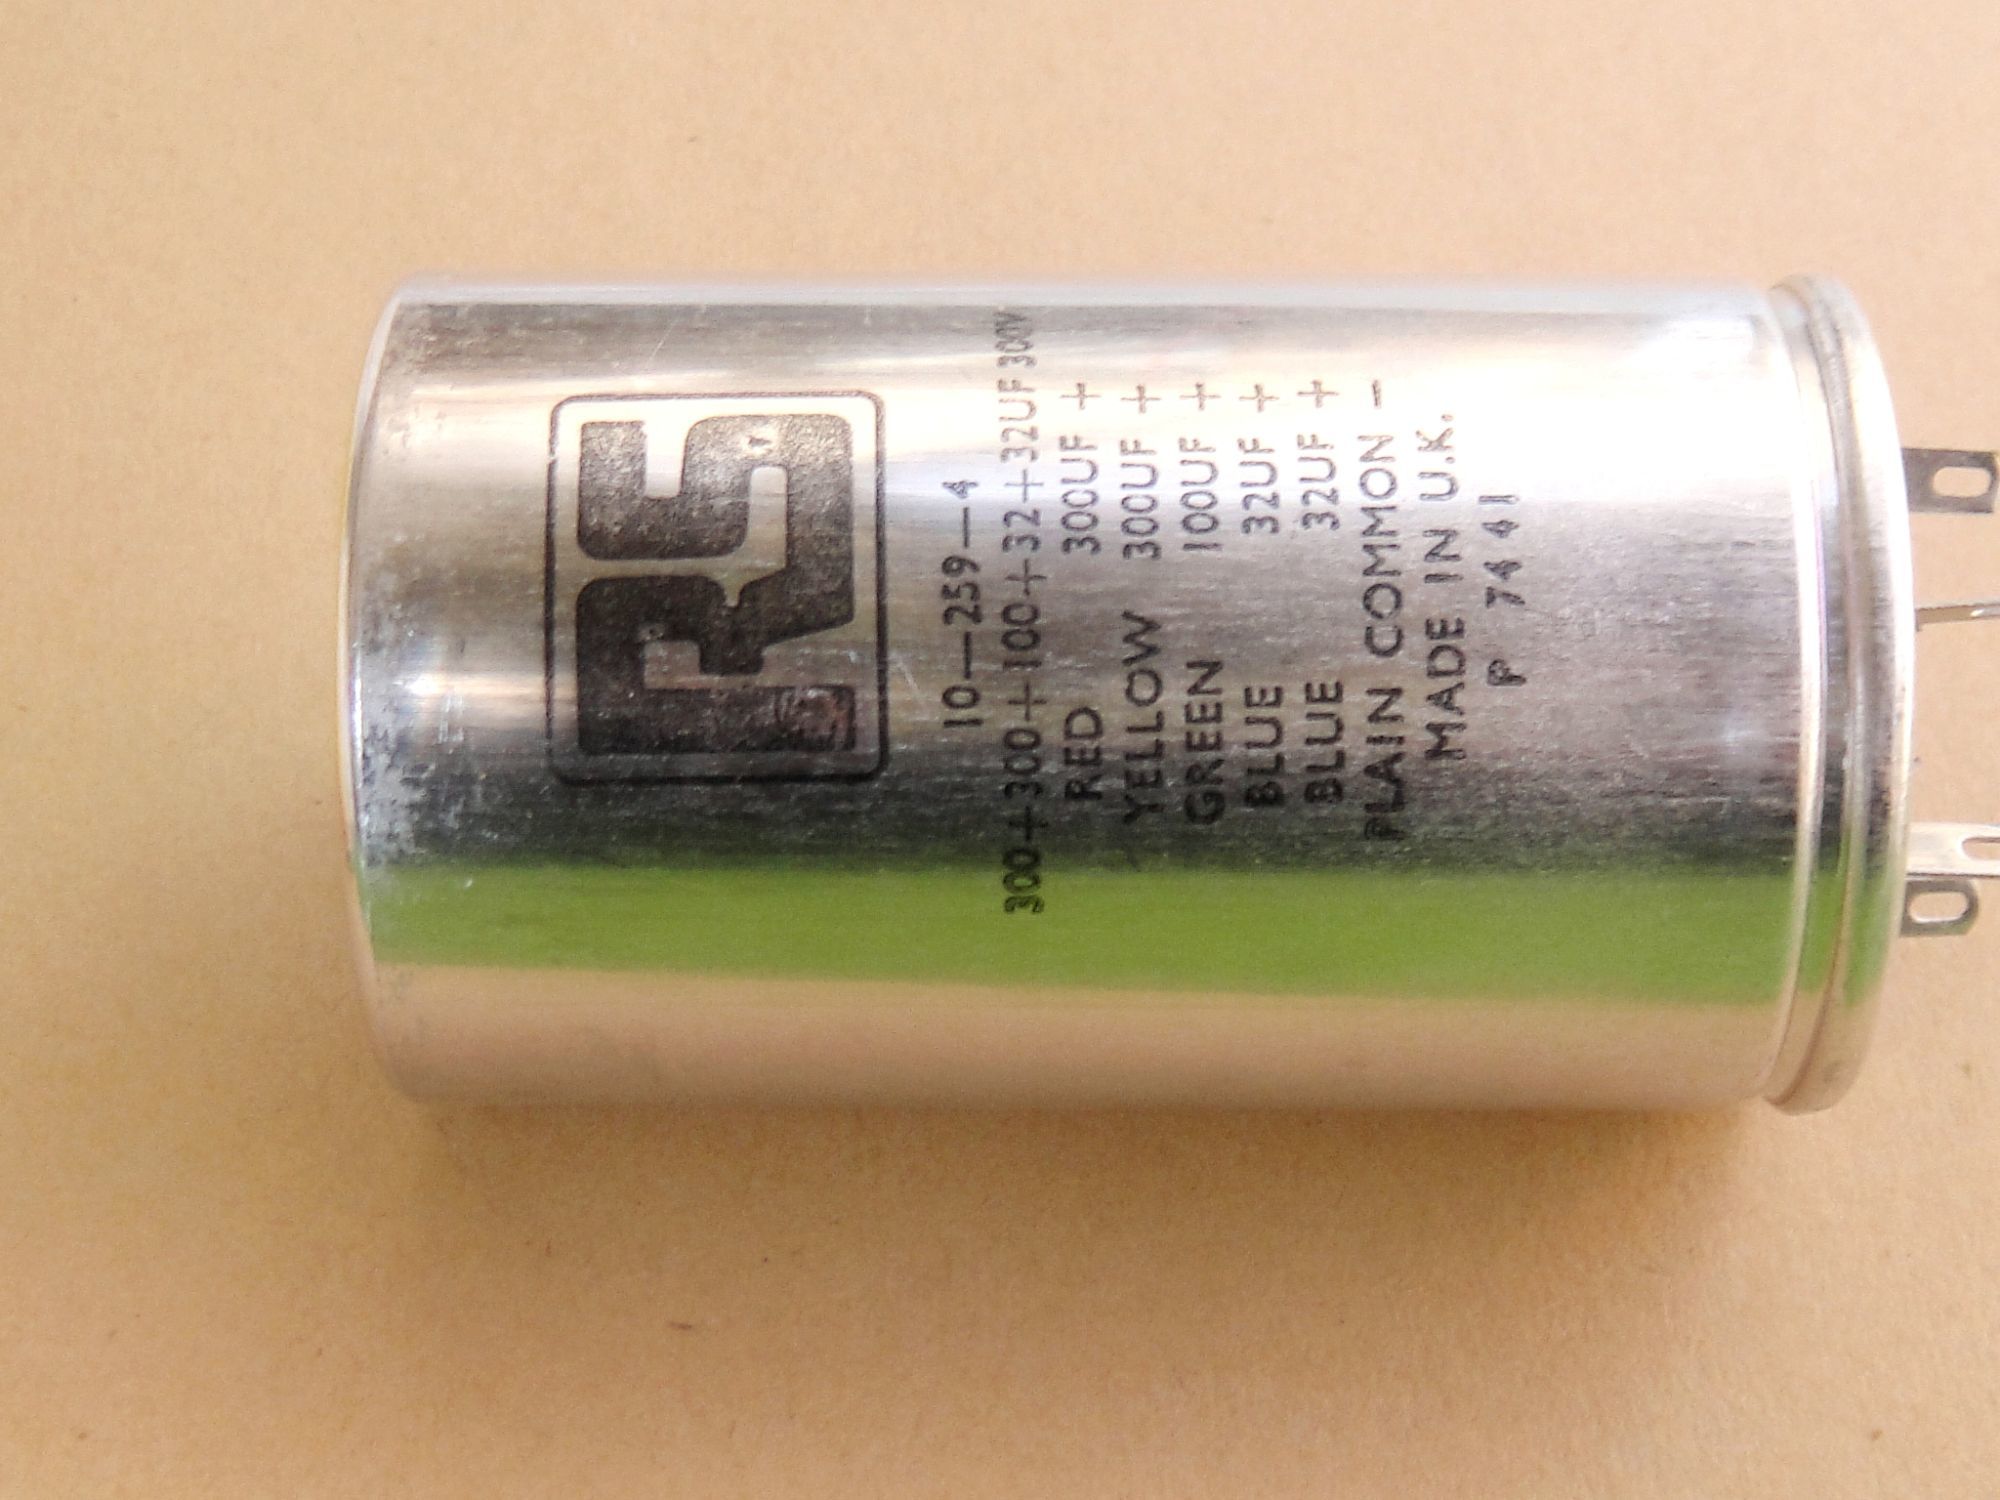 RS
10—259—4
300+300+100+32+32UF 300V
RED 300UF +
YELLOW 300UF +
GREEN 100UF +
BLUE 32UF +
BLUE 32UF +
PLAIN COMMON -
MADE IN U.K.
P 7441